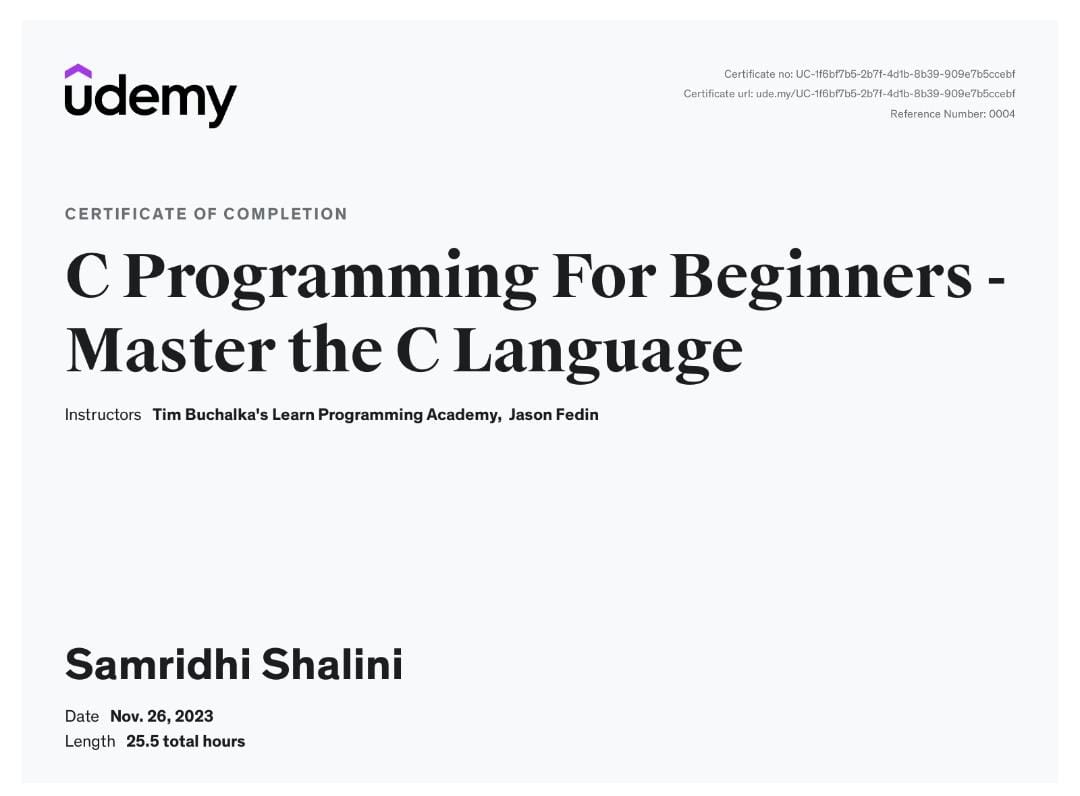 udemy
Certificate no: UC-1f6bf7b5-2b7f-4d1b-8b39-909e7b5ccebf
Certificate url: ude.my/UC-1f6bf7b5-2b7f-4d1b-8b39-909e7b5ccebf
Reference Number: 0004
CERTIFICATE OF COMPLETION
C Programming For Beginners -
Master the C Language
Instructors Tim Buchalka's Learn Programming Academy, Jason Fedin
Samridhi Shalini
Date Nov. 26, 2023
Length 25.5 total hours